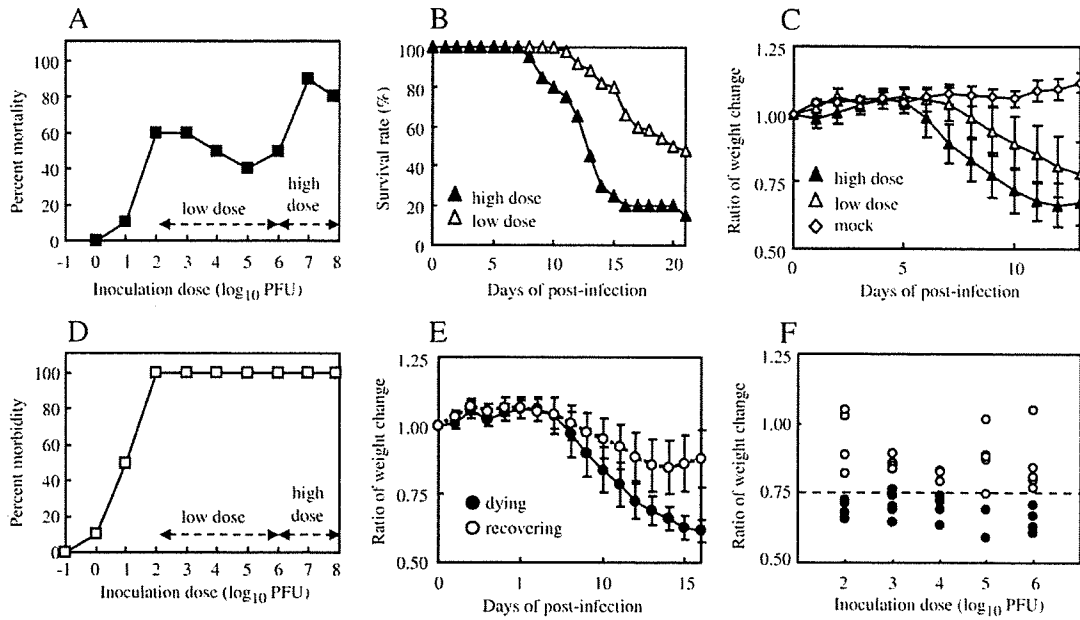 A
Percent mortality
100
80
60
40
20
0
low dose
high
dose
-1 0 1 2 3 4 5 6 7 8
Inoculation dose (log10 PFU)
B
Survival rate (%)
100
80
60
40
20
0
high dose
low dose
0 5 10 15 20
Days of post-infection
C
Ratio of weight change
1.25
1.00
0.75
0.50
high dose
low dose
mock
0 5 10
Days of post-infection
D
Percent morbidity
100
80
60
40
20
0
low dose
high
dose
-1 0 1 2 3 4 5 6 7 8
Inoculation dose (log10 PFU)
E
Ratio of weight change
1.25
1.00
0.75
0.50
dying
recovering
0 1 10 15
Days of post-infection
F
Ratio of weight change
1.25
1.00
0.75
0.50
2 3 4 5 6
Inoculation dose (log10 PFU)